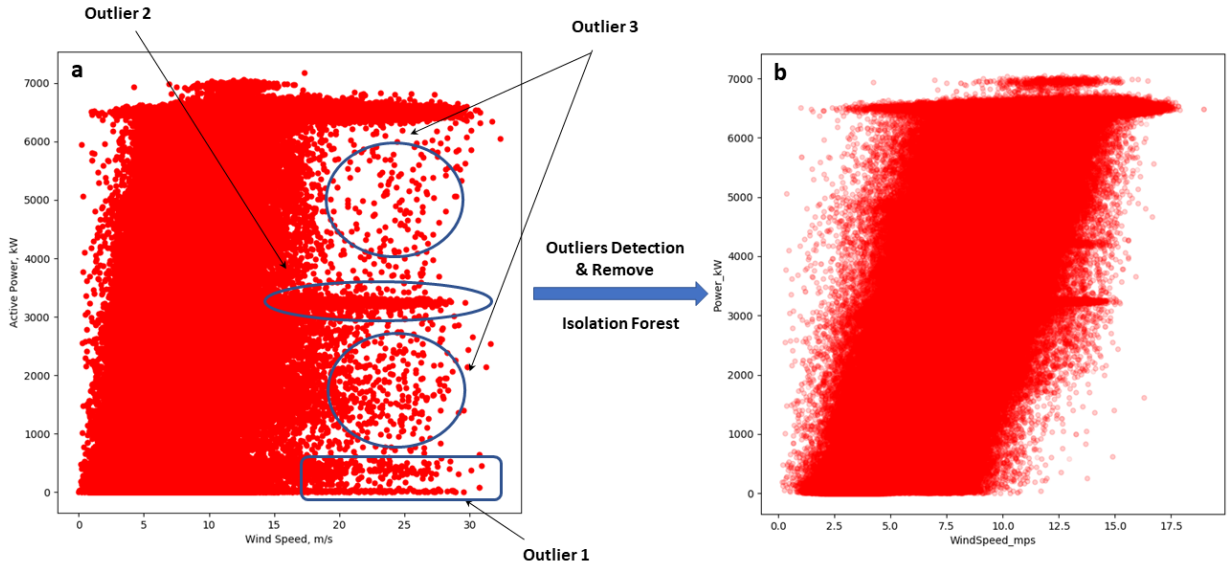 Outlier 2
Outlier 3
a
7000
6000
5000
4000
3000
2000
1000
0
Active Power, kW
0 5 10 15 20 25 30
Wind Speed, m/s
Outlier 1
Outliers Detection
& Remove
Isolation Forest
b
7000
6000
5000
4000
3000
2000
1000
0
Power_kW
0.0 2.5 5.0 7.5 10.0 12.5 15.0 17.5
WindSpeed_mps